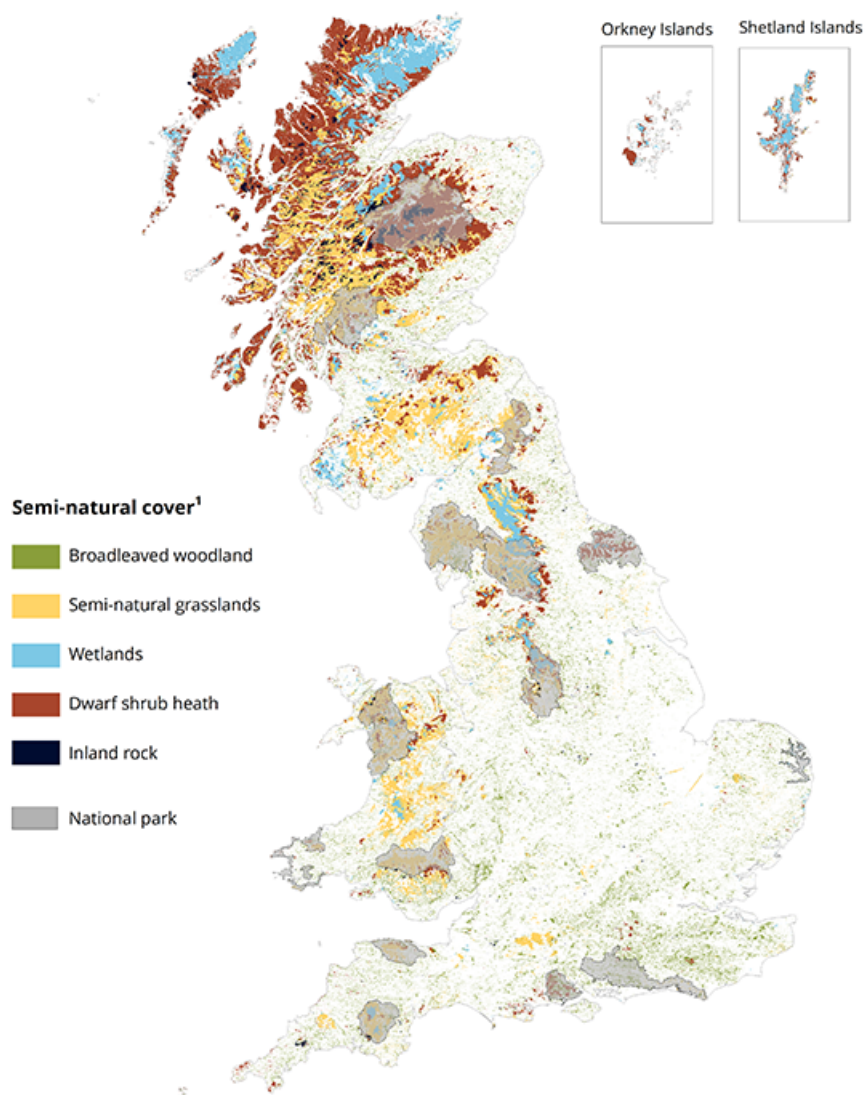 Orkney Islands
Shetland Islands
Semi-natural cover¹
Broadleaved woodland
Semi-natural grasslands
Wetlands
Dwarf shrub heath
Inland rock
National park